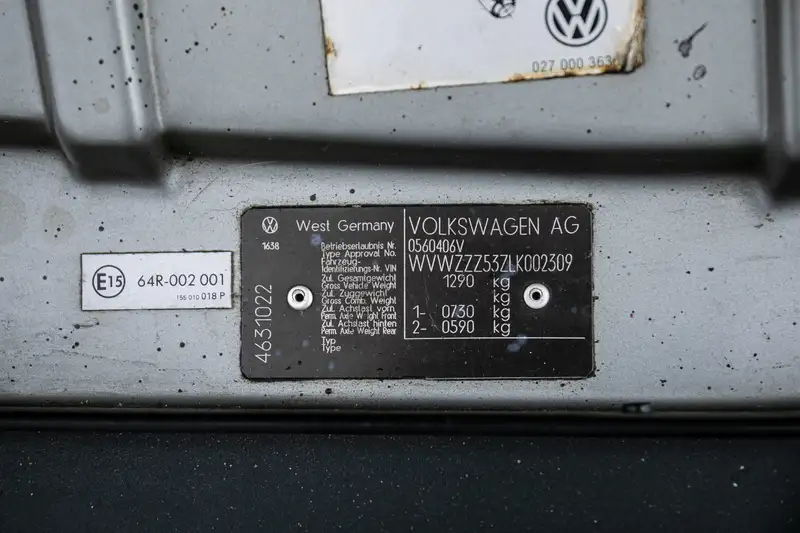 027 000 363
West Germany
1638
Betriebserlaubnis Nr.
Type Approval No.
Fahrzeug-
Identifizierungs-Nr. VIN
Zul. Gesamtgewicht
Gross Vehicle Weight
Zul. Zuggewicht
Gross Comb. Weight
Zul. Achslast vorn
Perm. Axle Weight Front
Zul. Achslast hinten
Perm. Axle Weight Rear
Typ
Type
4631022
VOLKSWAGEN AG
0560406V
WVWZZZ53ZLK002309
1290 kg
kg
1- 0730 kg
2- 0590 kg
E15
64R-002 001
155 010 018 P